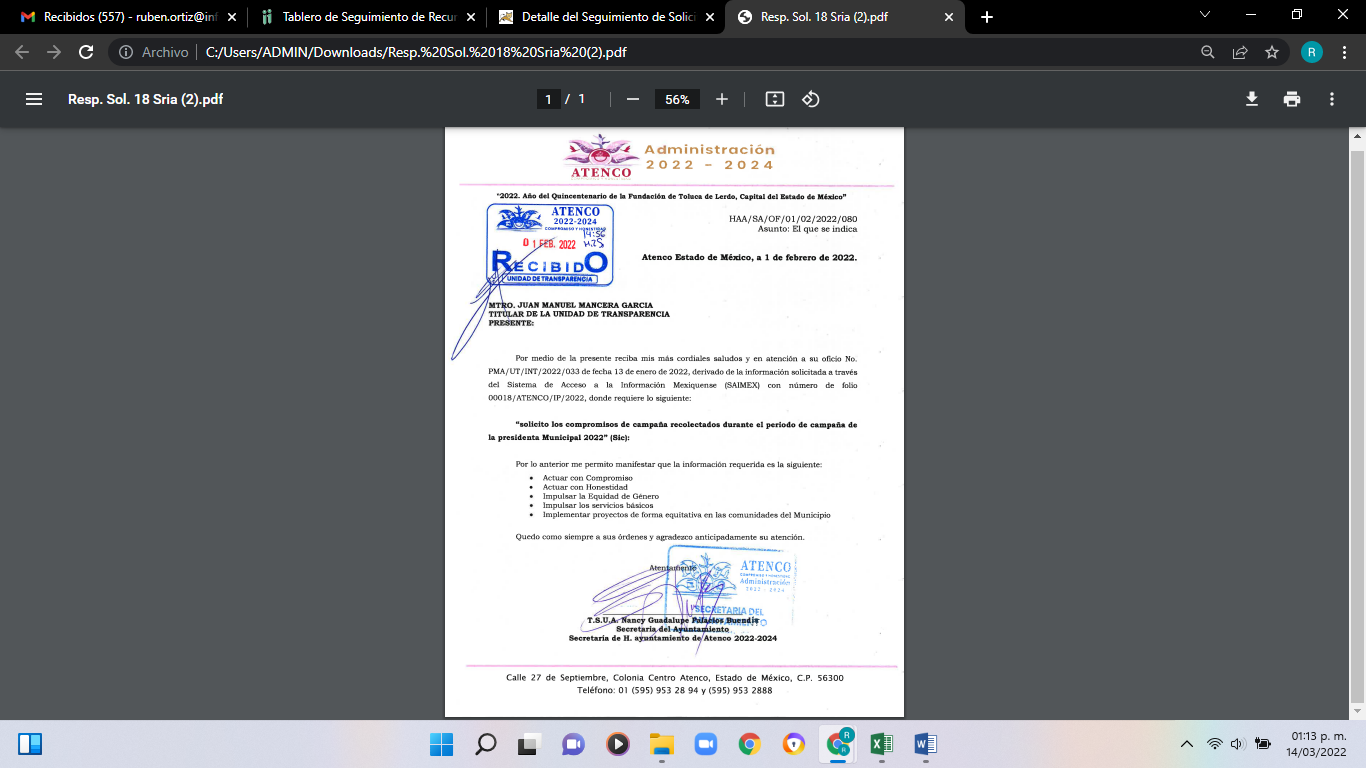 Recibidos (557) - ruben.ortiz@inf
Tablero de Seguimiento de Recur
Detalle del Seguimiento de Solici
Resp. Sol. 18 Sria (2).pdf
Archivo
C:/Users/ADMIN/Downloads/Resp.%20Sol.%2018%20Sria%20(2).pdf
R
Resp. Sol. 18 Sria (2).pdf
1 / 1
56%
ATENCO
Administración
2022 - 2024
"2022. Año del Quincentenario de la Fundación de Toluca de Lerdo, Capital del Estado de México"
ATENCO
2022-2024
COMPROMISO Y HONESTIDAD
14:56
0 1 FEB. 2022
RECIBIDO
UNIDAD DE TRANSPARENCIA
HAA/SA/OF/01/02/2022/080
Asunto: El que se indica
Atenco Estado de México, a 1 de febrero de 2022.
MTRO. JUAN MANUEL MANCERA GARCIA
TITULAR DE LA UNIDAD DE TRANSPARENCIA
PRESENTE:
Por medio de la presente reciba mis más cordiales saludos y en atención a su oficio No.
PMA/UT/INT/2022/033 de fecha 13 de enero de 2022, derivado de la información solicitada a través
del Sistema de Acceso a la Información Mexiquense (SAIMEX) con número de folio
00018/ATENCO/IP/2022, donde requiere lo siguiente:
"solicito los compromisos de campaña recolectados durante el periodo de campaña de
la presidenta Municipal 2022" (Sic):
Por lo anterior me permito manifestar que la información requerida es la siguiente:
• Actuar con Compromiso
• Actuar con Honestidad
• Impulsar la Equidad de Género
• Impulsar los servicios básicos
• Implementar proyectos de forma equitativa en las comunidades del Municipio
Quedo como siempre a sus órdenes y agradezco anticipadamente su atención.
Atentamente
ATENCO
COMPROMISO Y HONESTIDAD
Administración
2022 - 2024
SECRETARIA DEL
T.S.U.A. Nancy Guadalupe Palacios Buendía
Secretaria del Ayuntamiento
Secretaria de H. ayuntamiento de Atenco 2022-2024
Calle 27 de Septiembre, Colonia Centro Atenco, Estado de México, C.P. 56300
Teléfono: 01 (595) 953 28 94 y (595) 953 2888
01:13 p. m.
14/03/2022